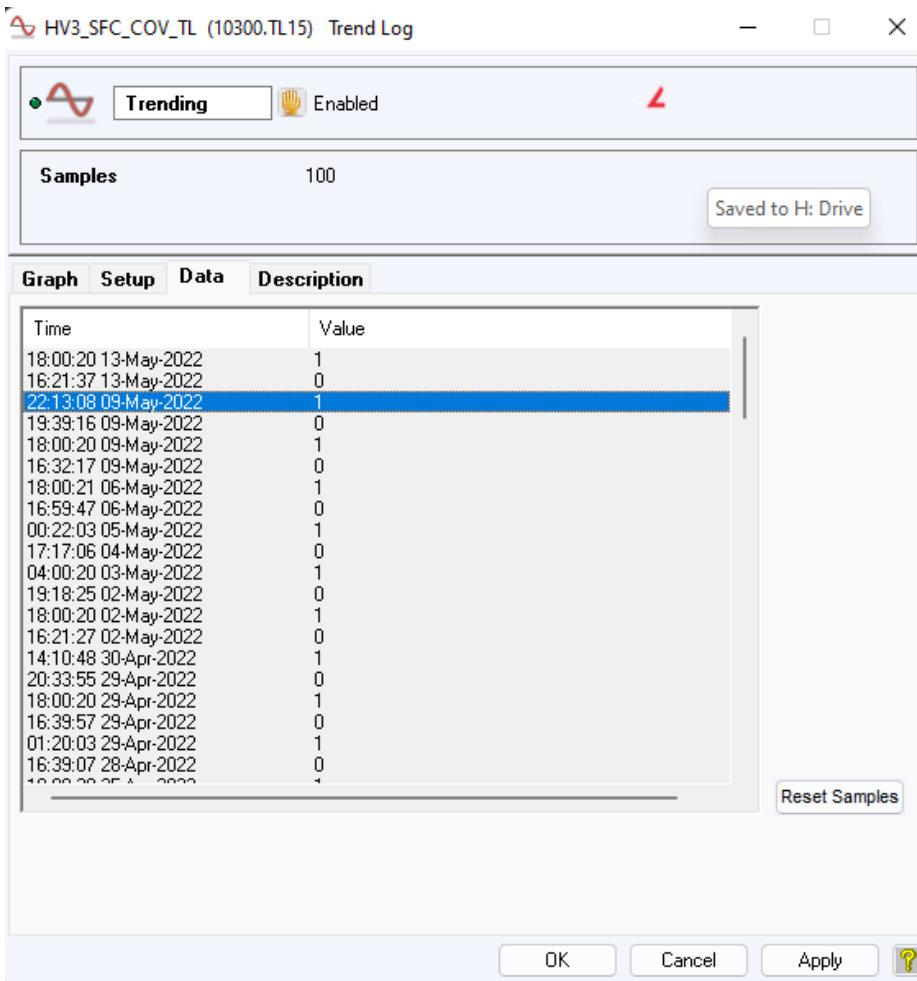 HV3_SFC_COV_TL (10300.TL15) Trend Log
Trending Enabled
Samples 100
Saved to H: Drive
Graph Setup Data Description
Time Value
18:00:20 13-May-2022 1
16:21:37 13-May-2022 0
22:13:08 09-May-2022 1
19:39:16 09-May-2022 0
18:00:20 09-May-2022 1
16:32:17 09-May-2022 0
18:00:21 06-May-2022 1
16:59:47 06-May-2022 0
00:22:03 05-May-2022 1
17:17:06 04-May-2022 0
04:00:20 03-May-2022 1
19:18:25 02-May-2022 0
18:00:20 02-May-2022 1
16:21:27 02-May-2022 0
14:10:48 30-Apr-2022 1
20:33:55 29-Apr-2022 0
18:00:20 29-Apr-2022 1
16:39:57 29-Apr-2022 0
01:20:03 29-Apr-2022 1
16:39:07 28-Apr-2022 0
Reset Samples
OK Cancel Apply ?